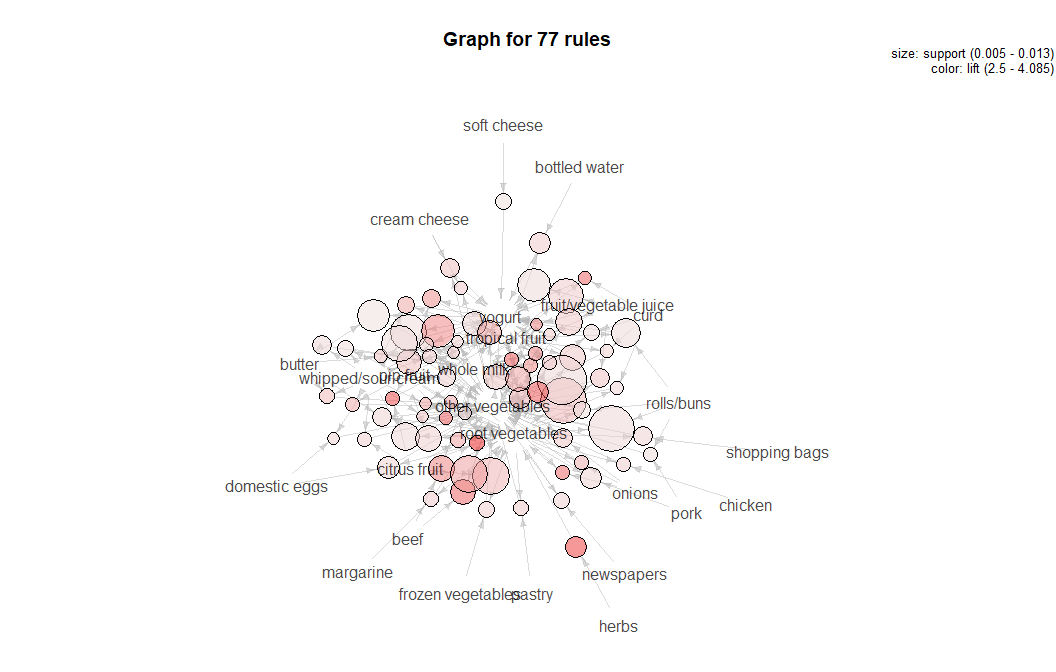 Graph for 77 rules
size: support (0.005 - 0.013)
color: lift (2.5 - 4.085)
soft cheese
bottled water
cream cheese
fruit/vegetable juice
yogurt
curd
tropical fruit
butter
whole milk
pip fruit
whipped/sour cream
rolls/buns
other vegetables
root vegetables
shopping bags
citrus fruit
domestic eggs
onions
chicken
pork
beef
margarine
newspapers
frozen vegetables
pastry
herbs